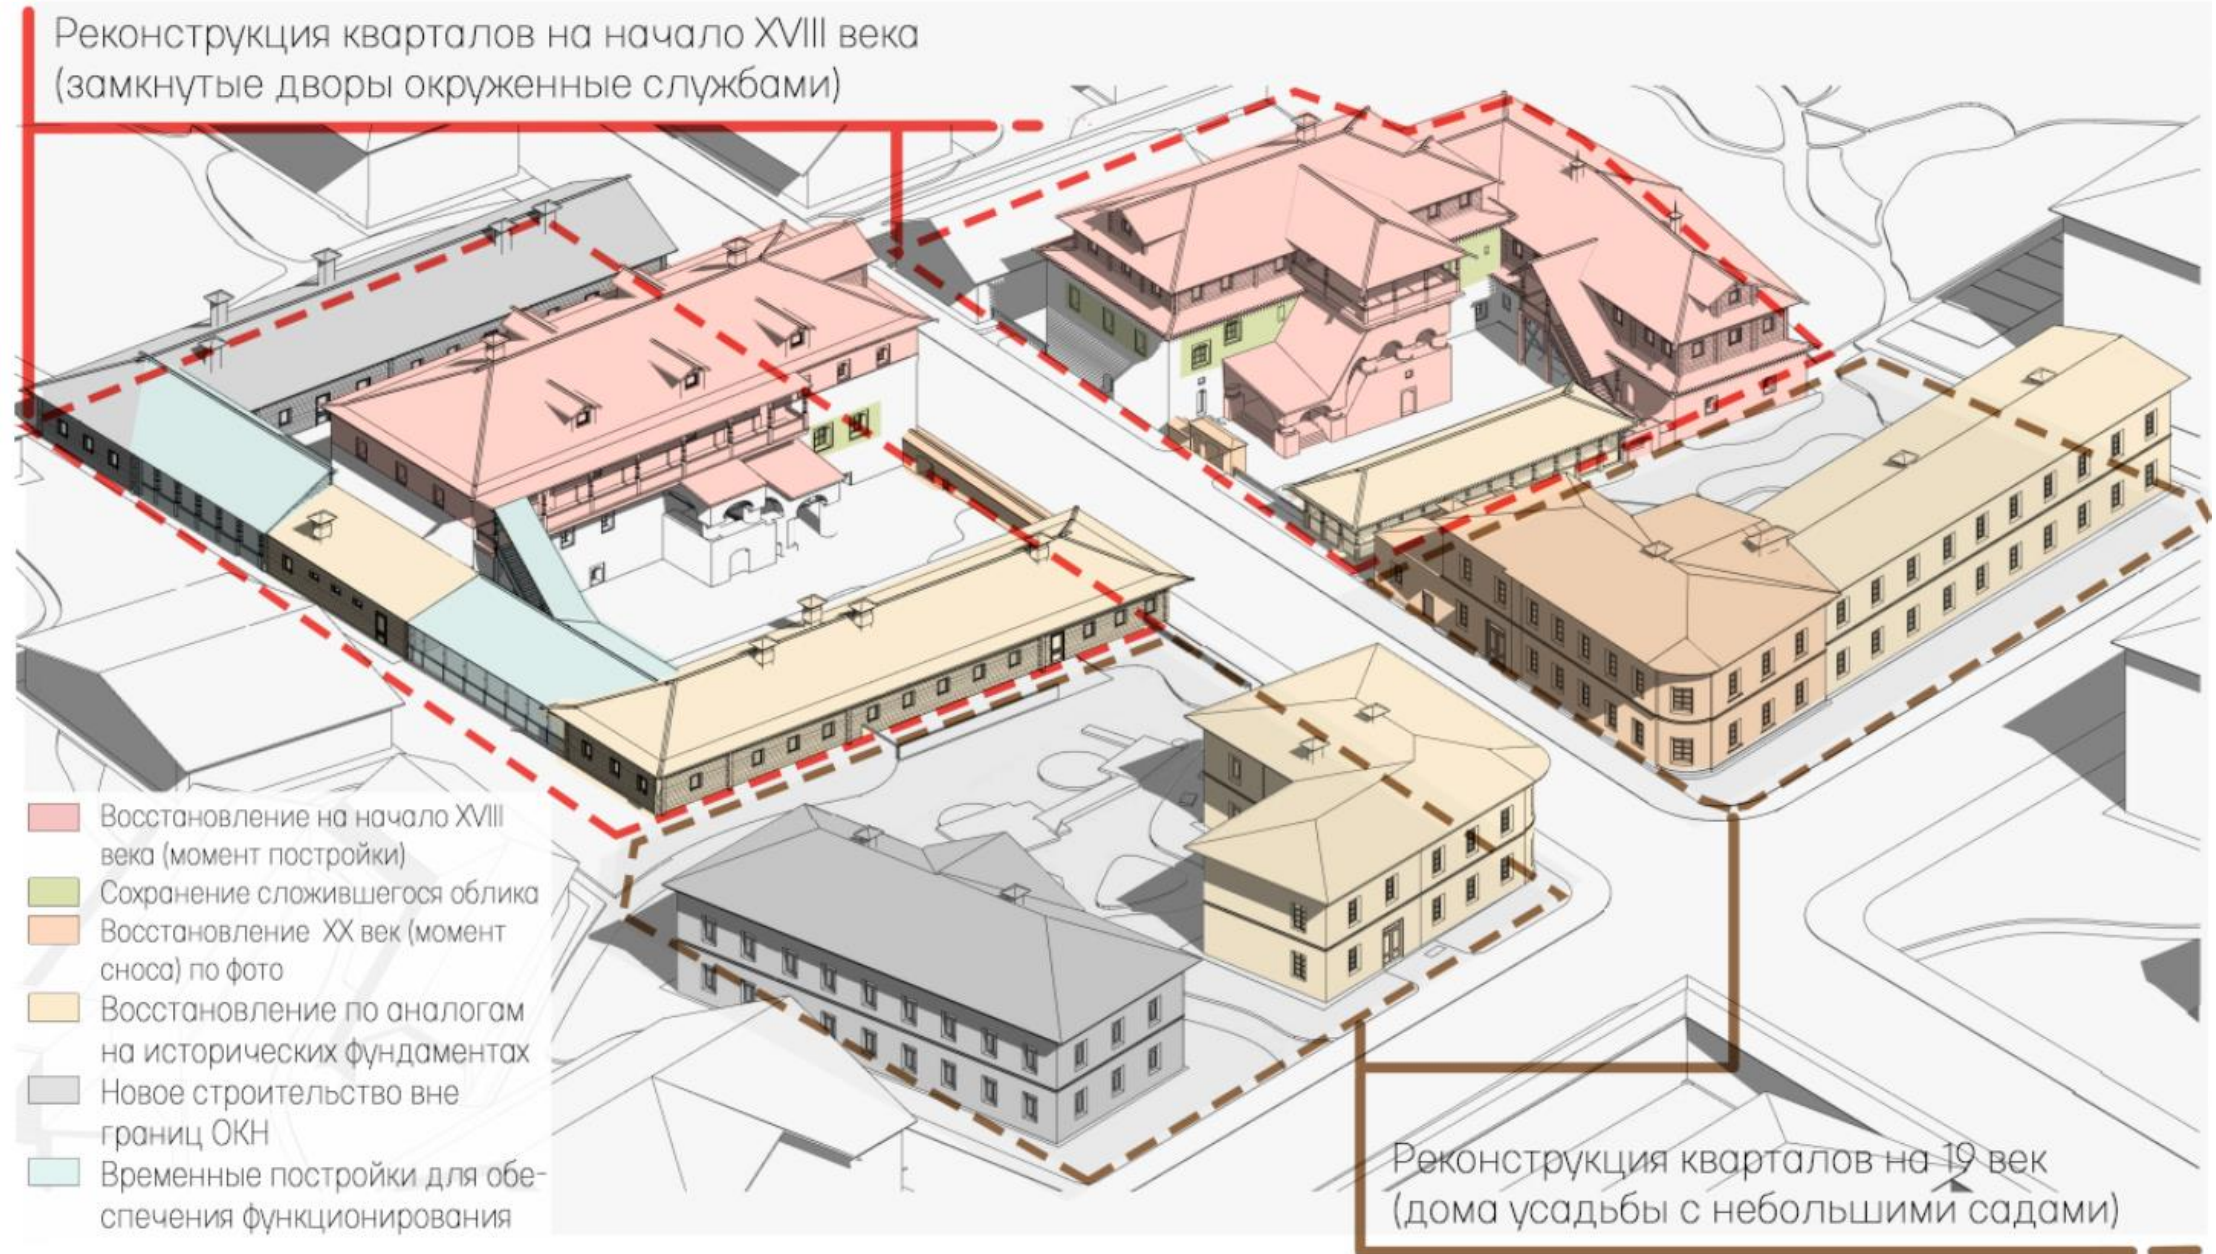 Реконструкция кварталов на начало XVIII века
(замкнутые дворы окруженные службами)
Восстановление на начало XVIII
века (момент постройки)
Сохранение сложившегося облика
Восстановление XX век (момент
сноса) по фото
Восстановление по аналогам
на исторических фундаментах
Новое строительство вне
границ ОКН
Временные постройки для обе-
спечения функционирования
Реконструкция кварталов на 19 век
(дома усадьбы с небольшими садами)